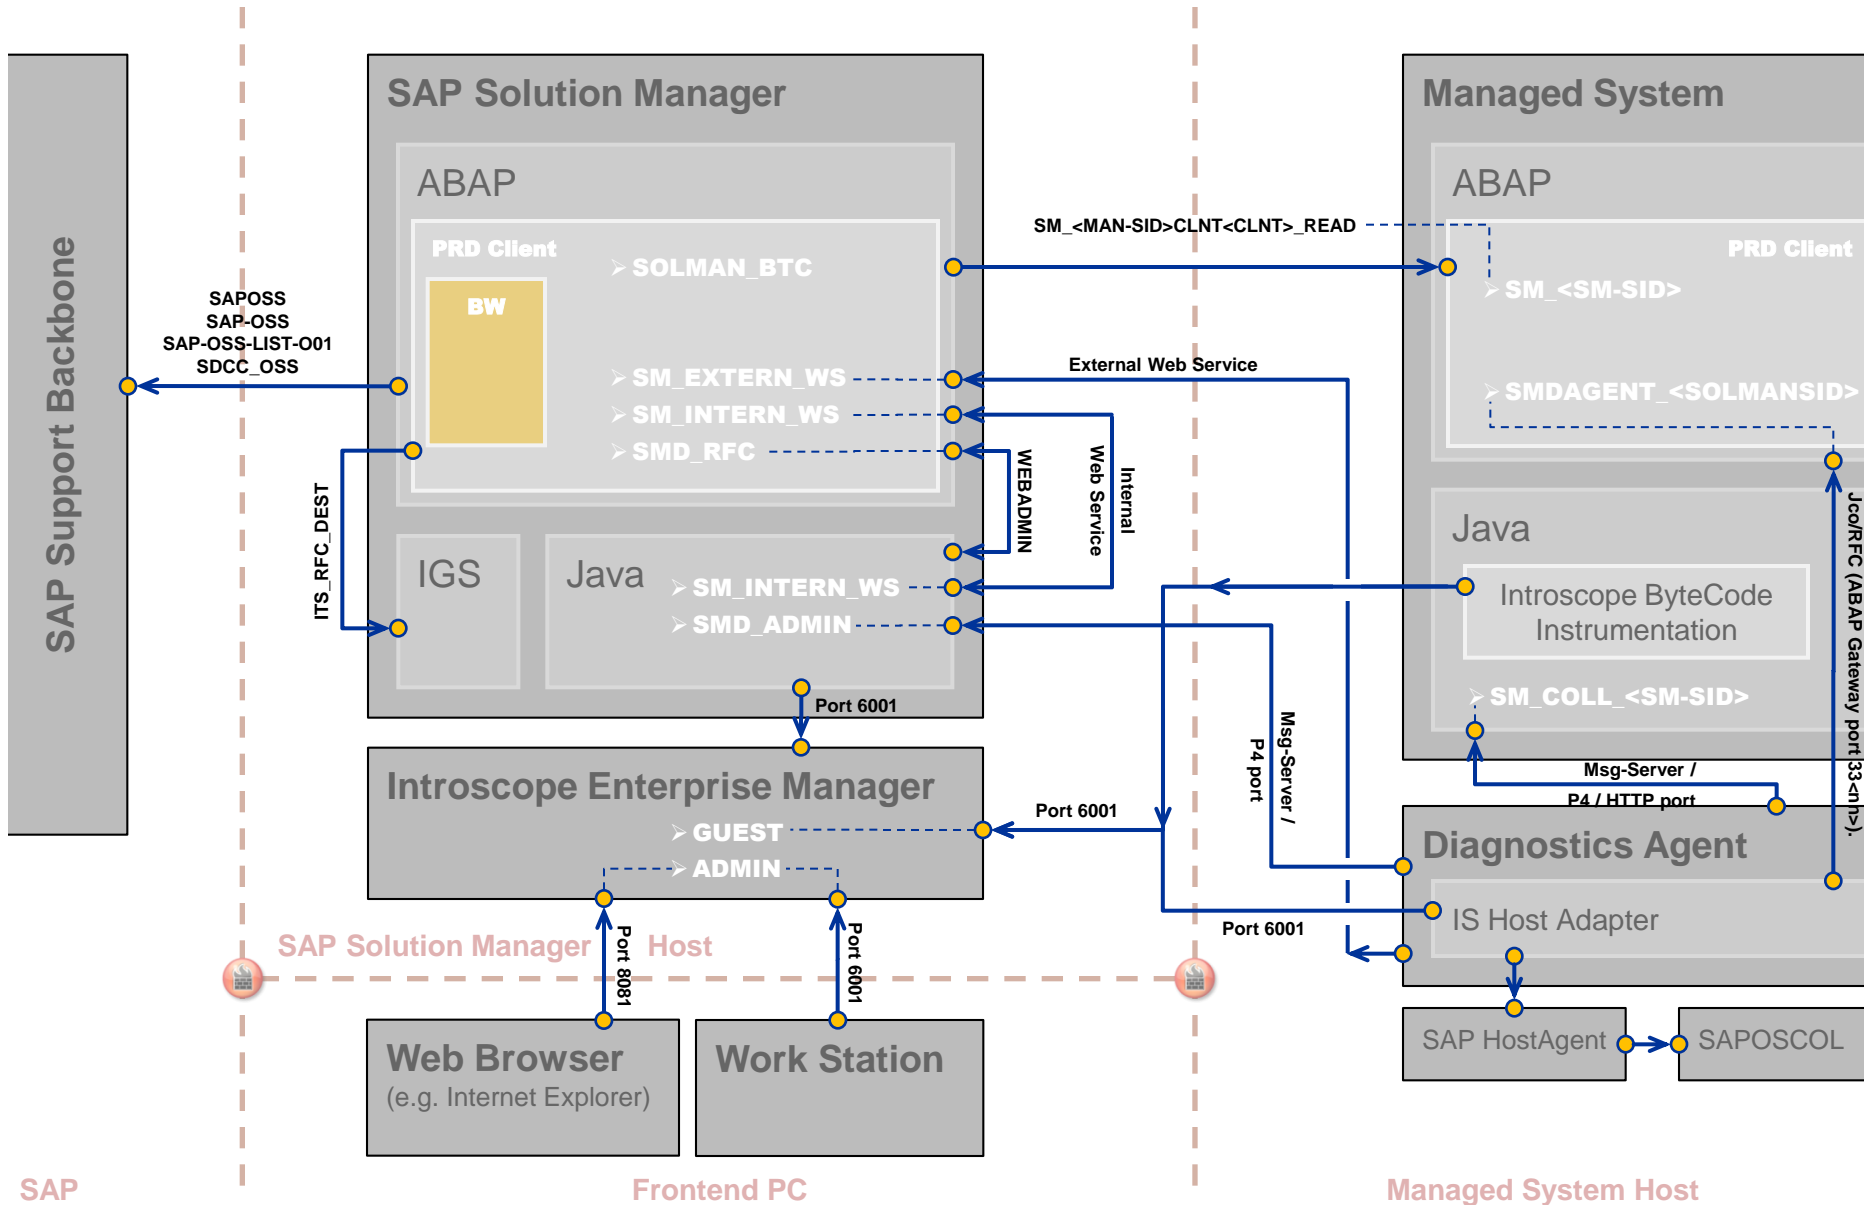 SAP Support Backbone
SAPOSS
SAP-OSS
SAP-OSS-LIST-O01
SDCC_OSS
SAP Solution Manager
ABAP
PRD Client
BW
SOLMAN_BTC
SM_EXTERN_WS
SM_INTERN_WS
SMD_RFC
ITS_RFC_DEST
IGS
Java
SM_INTERN_WS
SMD_ADMIN
WEBADMIN
Internal
Web Service
External Web Service
SM_<MAN-SID>CLNT<CLNT>_READ
Port 6001
Introscope Enterprise Manager
GUEST
ADMIN
Port 6001
Msg-Server /
P4 port
Port 6001
SAP Solution Manager Host
Port 8081
Port 6001
Web Browser
(e.g. Internet Explorer)
Work Station
Managed System
ABAP
PRD Client
SM_<SM-SID>
SMDAGENT_<SOLMANSID>
Java
Introscope ByteCode
Instrumentation
SM_COLL_<SM-SID>
Jco/RFC (ABAP Gateway port 33<nn>).
Msg-Server /
P4 / HTTP port
Diagnostics Agent
IS Host Adapter
SAP HostAgent
SAPOSCOL
SAP
Frontend PC
Managed System Host